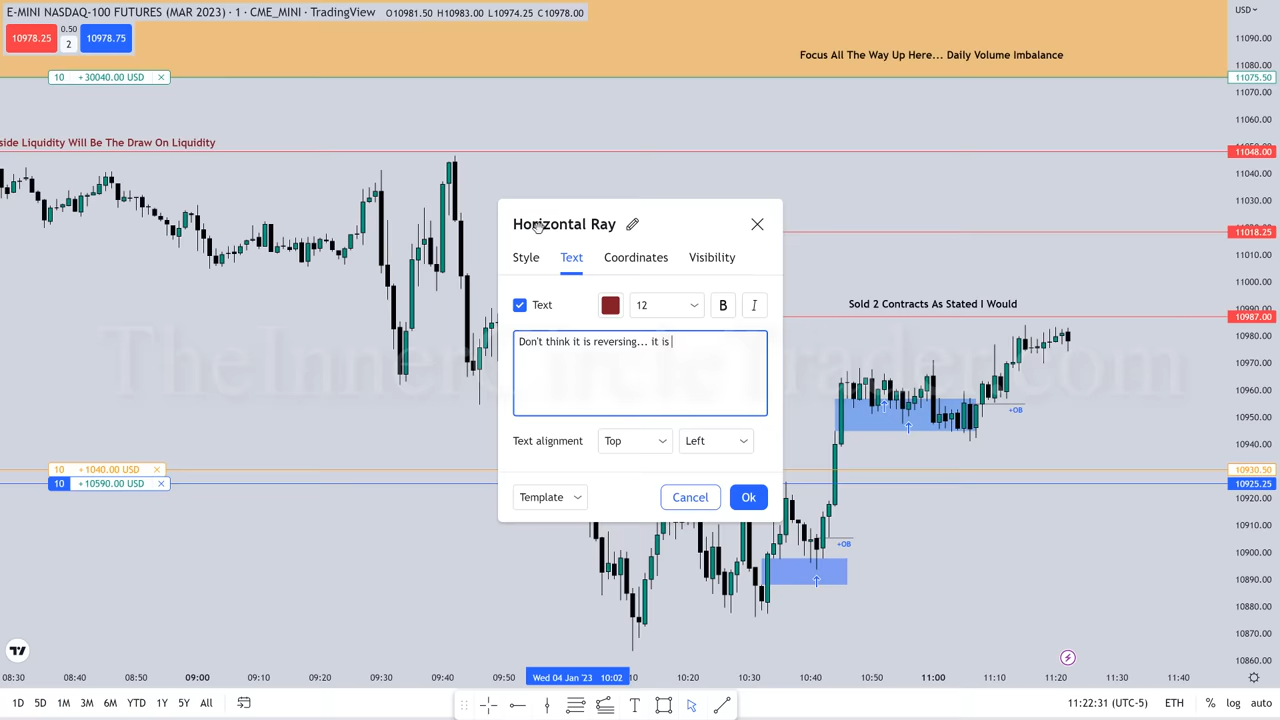 E-MINI NASDAQ-100 FUTURES (MAR 2023) · 1 · CME_MINI · TradingView O10981.50 H10983.00 L10974.25 C10978.00
USD
10978.25 0.50 2 10978.75
11090.00
Focus All The Way Up Here... Daily Volume Imbalance
11080.00
10 +30040.00 USD
11075.50
11070.00
11060.00
side Liquidity Will Be The Draw On Liquidity
11048.00
11040.00
11030.00
11018.25
11010.00
11000.00
10990.00
Sold 2 Contracts As Stated I Would
10987.00
10980.00
10970.00
10960.00
+OB
10950.00
10940.00
10 +1040.00 USD
10930.50
10 +10590.00 USD
10925.25
10920.00
10910.00
+OB
10900.00
10890.00
10880.00
10870.00
10860.00
Horizontal Ray
Style Text Coordinates Visibility
Text 12 B I
Don't think it is reversing... it is
Text alignment Top Left
Template Cancel Ok
TheInnerCircleTrader.com
08:30 08:40 09:00 09:10 09:20 09:30 09:40 09:50 Wed 04 Jan '23 10:02 10:20 10:30 10:40 10:50 11:00 11:10 11:20 11:30 11:40
1D 5D 1M 3M 6M YTD 1Y 5Y All
T
11:22:31 (UTC-5) ETH % log auto